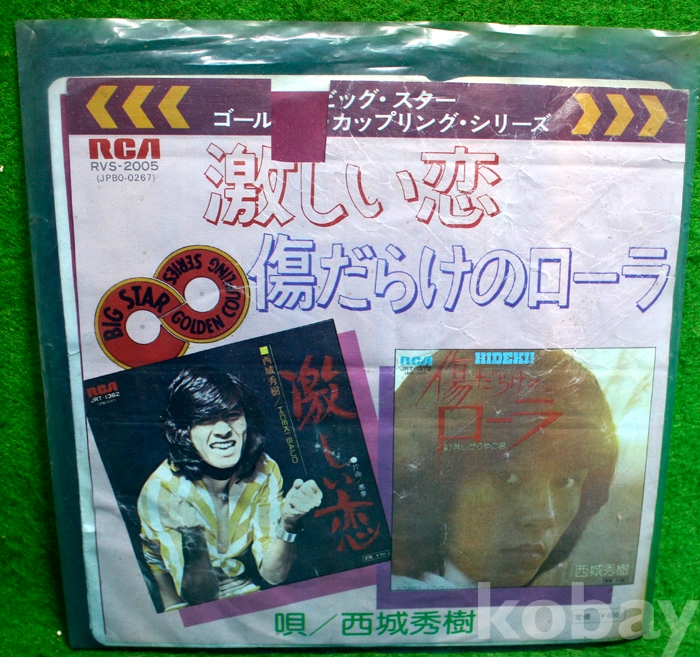 ビッグ・スター
ゴール カップリング・シリーズ
RCA
RVS-2005
(JPBO-0267)
激しい恋
傷だらけのローラ
BIG STAR
GOLDEN COUPLING SERIES
RCA
JRT-1362
西城秀樹
HIDEKI SAIJO
激しい恋
RCA
HIDEKI!
傷だらけの
ローラ
西城秀樹
唄／西城秀樹
kobay